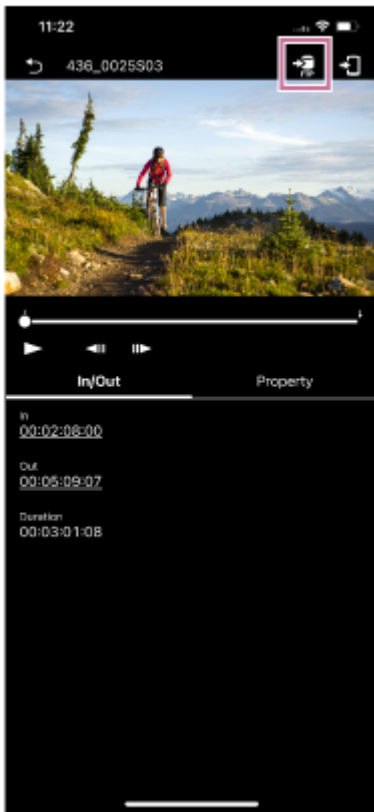 11:22
436_0025S03
FTP
In/Out
Property
In
00:02:08:00
Out
00:05:09:07
Duration
00:03:01:08